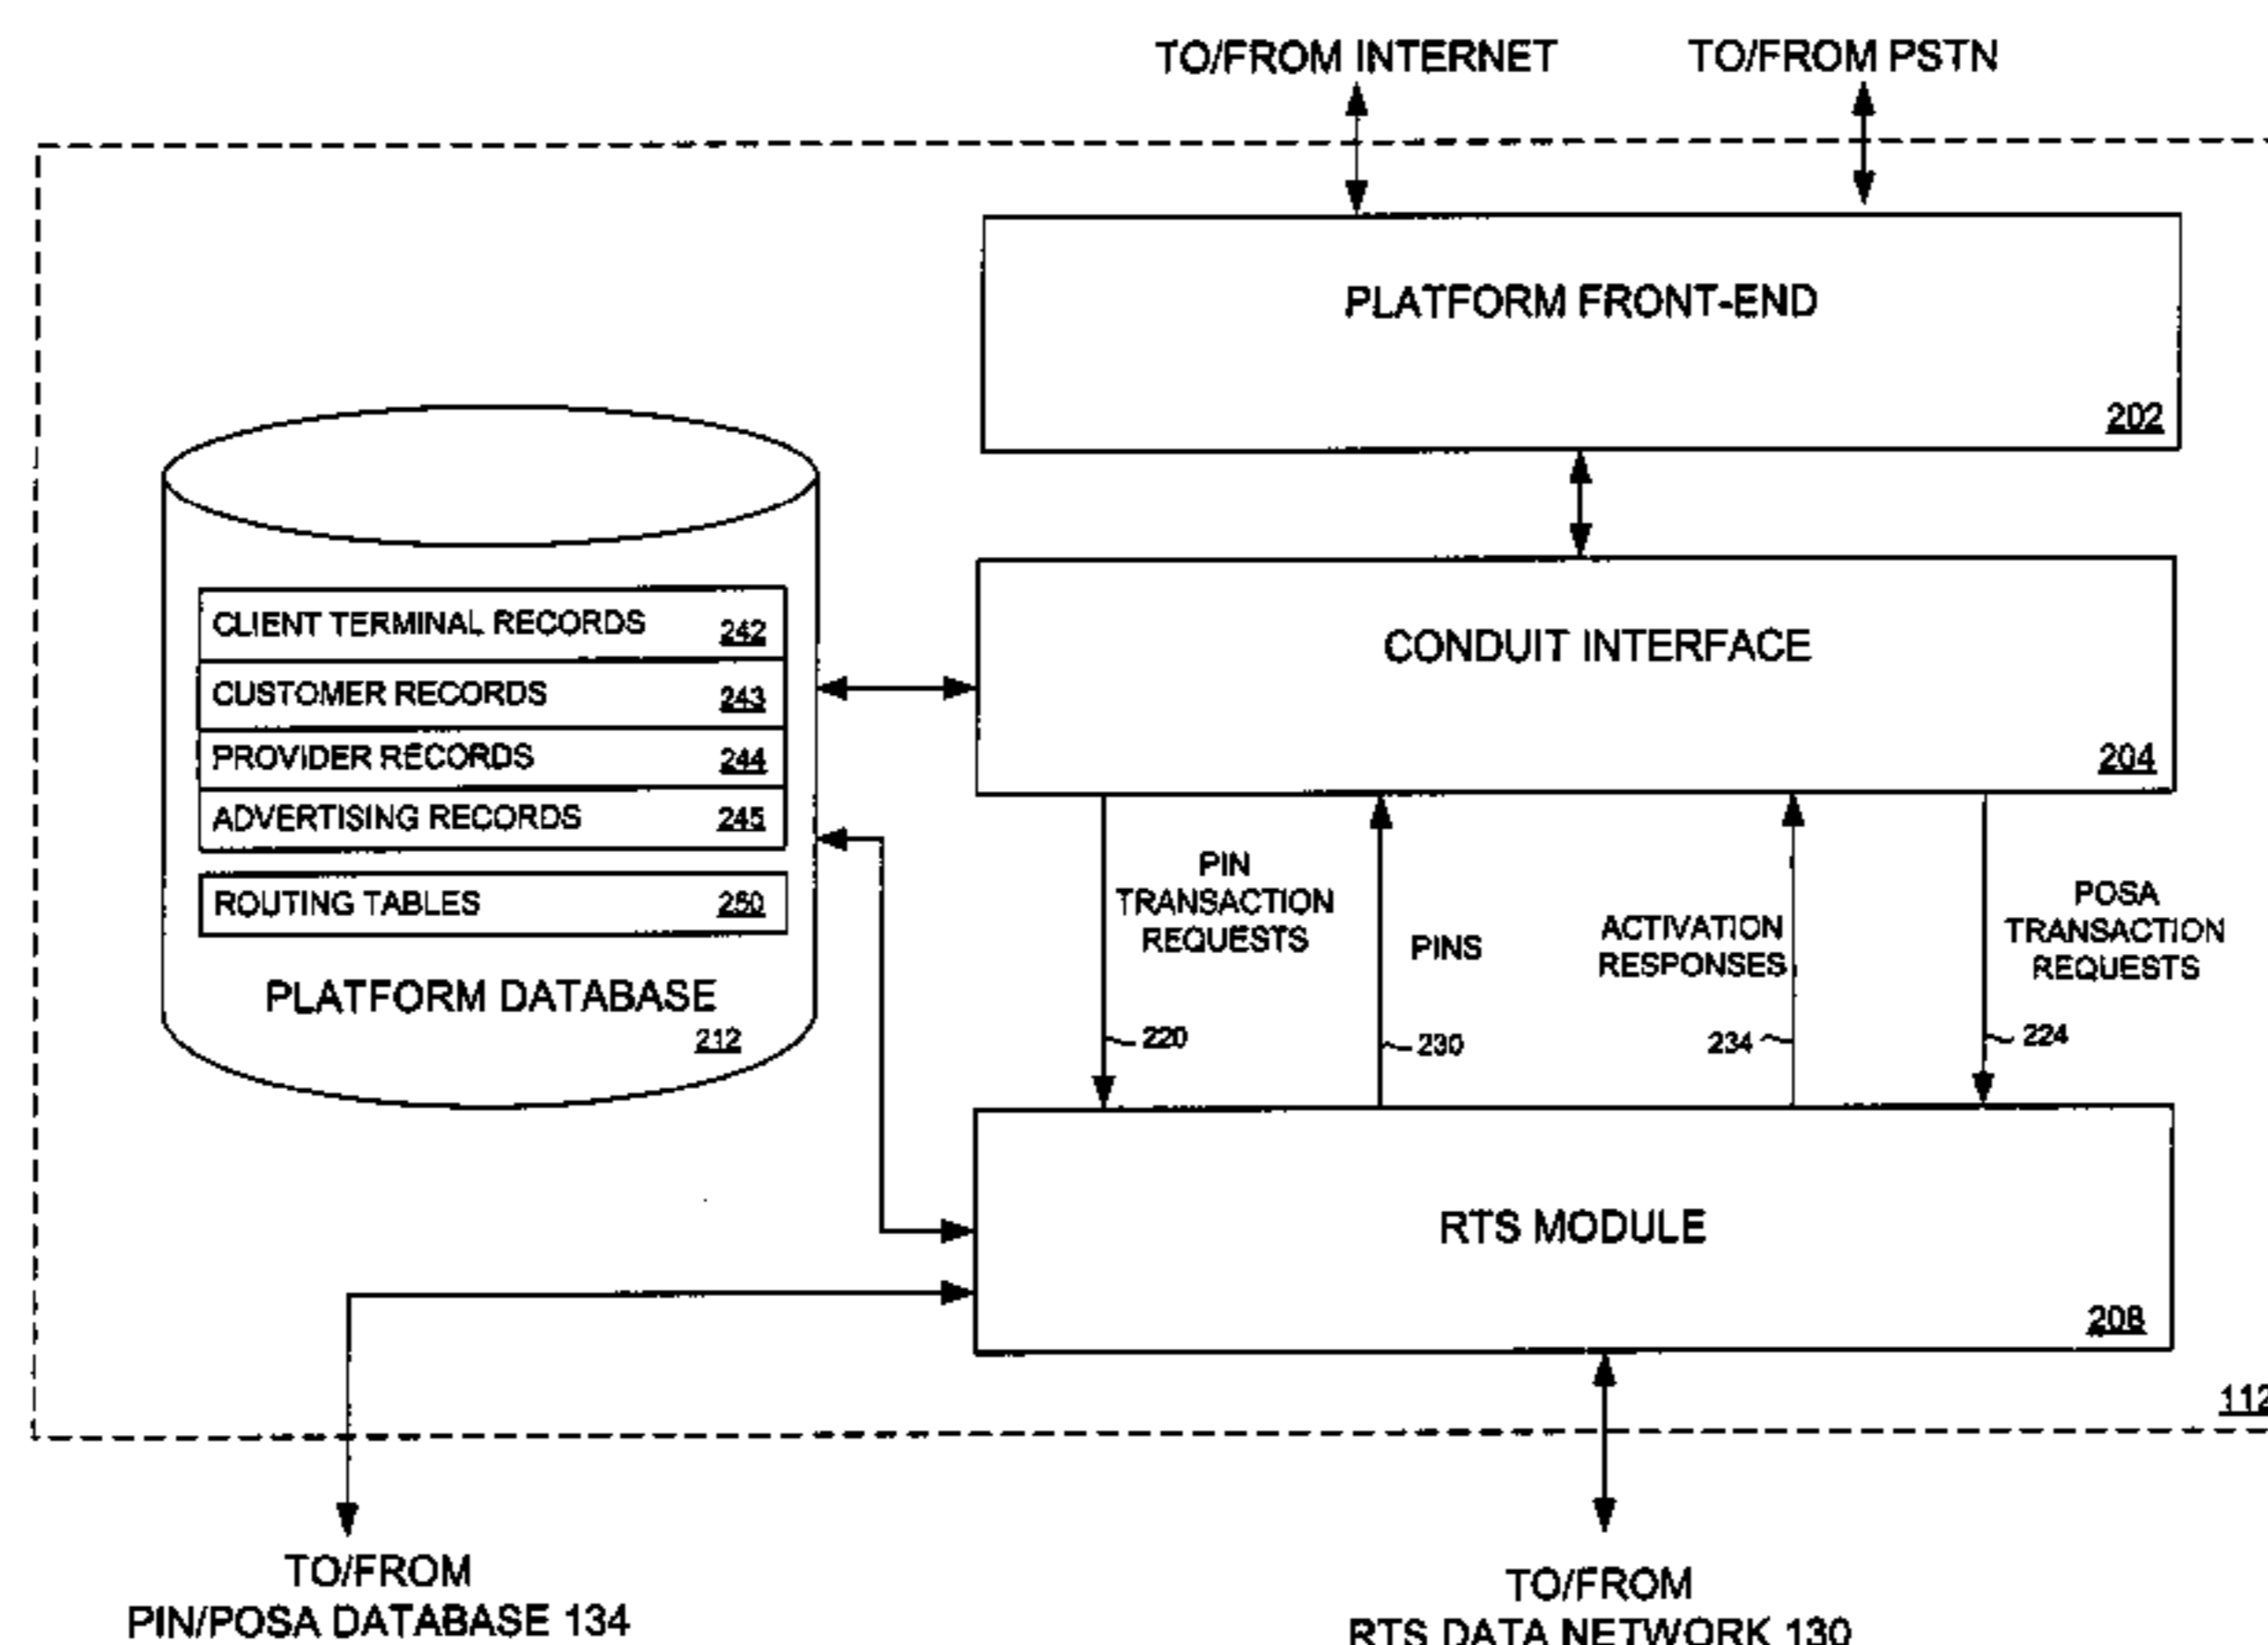 TO/FROM INTERNET
TO/FROM PSTN
PLATFORM FRONT-END
202
CLIENT TERMINAL RECORDS 242
CUSTOMER RECORDS 243
PROVIDER RECORDS 244
ADVERTISING RECORDS 245
ROUTING TABLES 250
PLATFORM DATABASE
212
CONDUIT INTERFACE
204
PIN
TRANSACTION
REQUESTS
220
PINS
230
ACTIVATION
RESPONSES
234
POSA
TRANSACTION
REQUESTS
224
RTS MODULE
208
112
TO/FROM
PIN/POSA DATABASE 134
TO/FROM
RTS DATA NETWORK 130